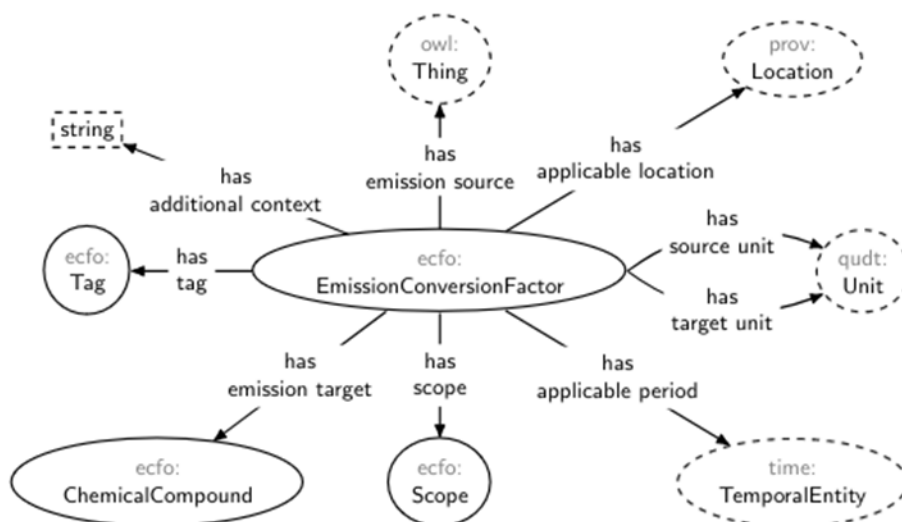 owl:
Thing
prov:
Location
string
has
emission source
has
applicable location
has
additional context
has
source unit
ecfo:
Tag
has
tag
ecfo:
EmissionConversionFactor
qudt:
Unit
has
target unit
has
emission target
has
scope
has
applicable period
ecfo:
ChemicalCompound
ecfo:
Scope
time:
TemporalEntity